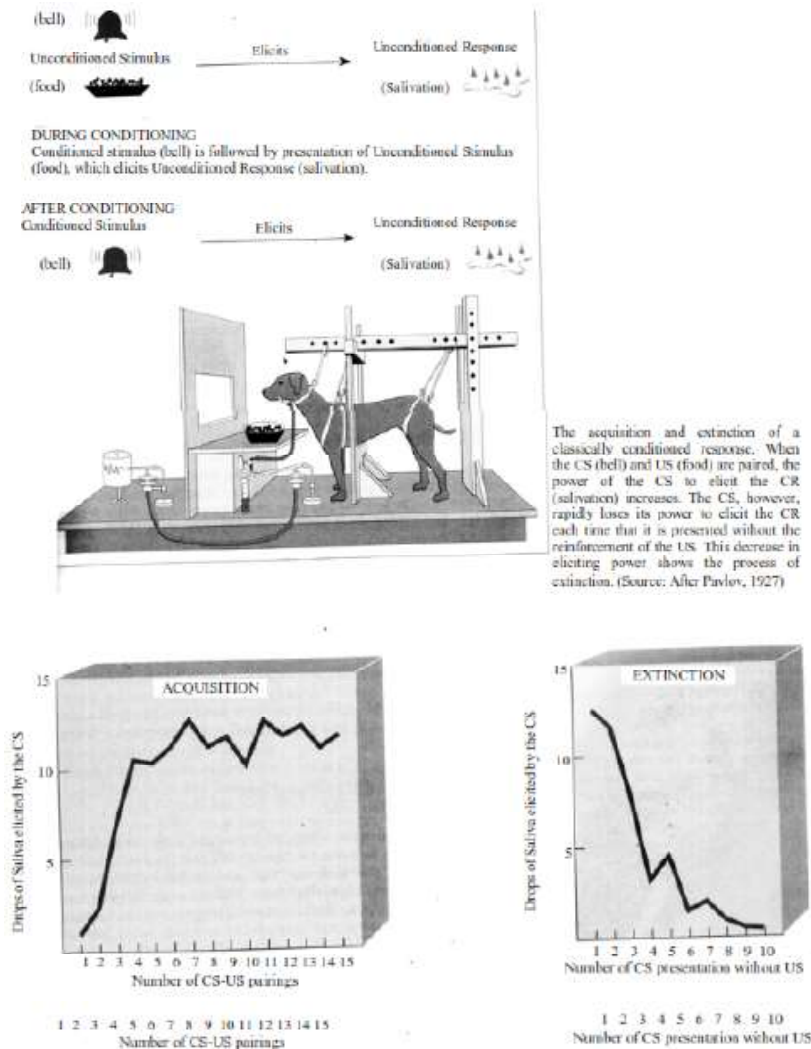 (bell)
Unconditioned Stimulus
Elicits
Unconditioned Response
(food)
(Salivation)
DURING CONDITIONING
Conditioned stimulus (bell) is followed by presentation of Unconditioned Stimulus
(food), which elicits Unconditioned Response (salivation).
AFTER CONDITIONING
Conditioned Stimulus
Elicits
Unconditioned Response
(bell)
(Salivation)
The acquisition and extinction of a
classically conditioned response. When
the CS (bell) and US (food) are paired, the
power of the CS to elicit the CR
(salivation) increases. The CS, however,
rapidly loses its power to elicit the CR
each time that it is presented without the
reinforcement of the US. This decrease in
eliciting power shows the process of
extinction. (Source: After Pavlov, 1927)
ACQUISITION
Drops of Saliva elicited by the CS
15
10
5
1 2 3 4 5 6 7 8 9 10 11 12 13 14 15
Number of CS-US pairings
1 2 3 4 5 6 7 8 9 10 11 12 13 14 15
Number of CS-US pairings
EXTINCTION
Drops of Saliva elicited by the CS
15
10
5
1 2 3 4 5 6 7 8 9 10
Number of CS presentation without US
1 2 3 4 5 6 7 8 9 10
Number of CS presentation without US